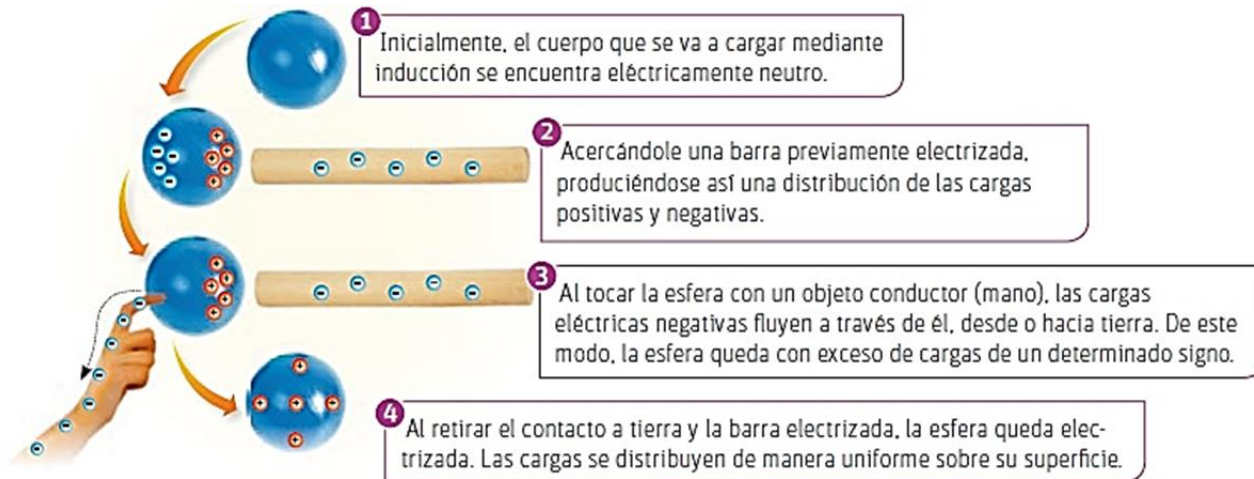 1
Inicialmente, el cuerpo que se va a cargar mediante
inducción se encuentra eléctricamente neutro.
2
Acercándole una barra previamente electrizada,
produciéndose así una distribución de las cargas
positivas y negativas.
3
Al tocar la esfera con un objeto conductor (mano), las cargas
eléctricas negativas fluyen a través de él, desde o hacia tierra. De este
modo, la esfera queda con exceso de cargas de un determinado signo.
4
Al retirar el contacto a tierra y la barra electrizada, la esfera queda elec-
trizada. Las cargas se distribuyen de manera uniforme sobre su superficie.